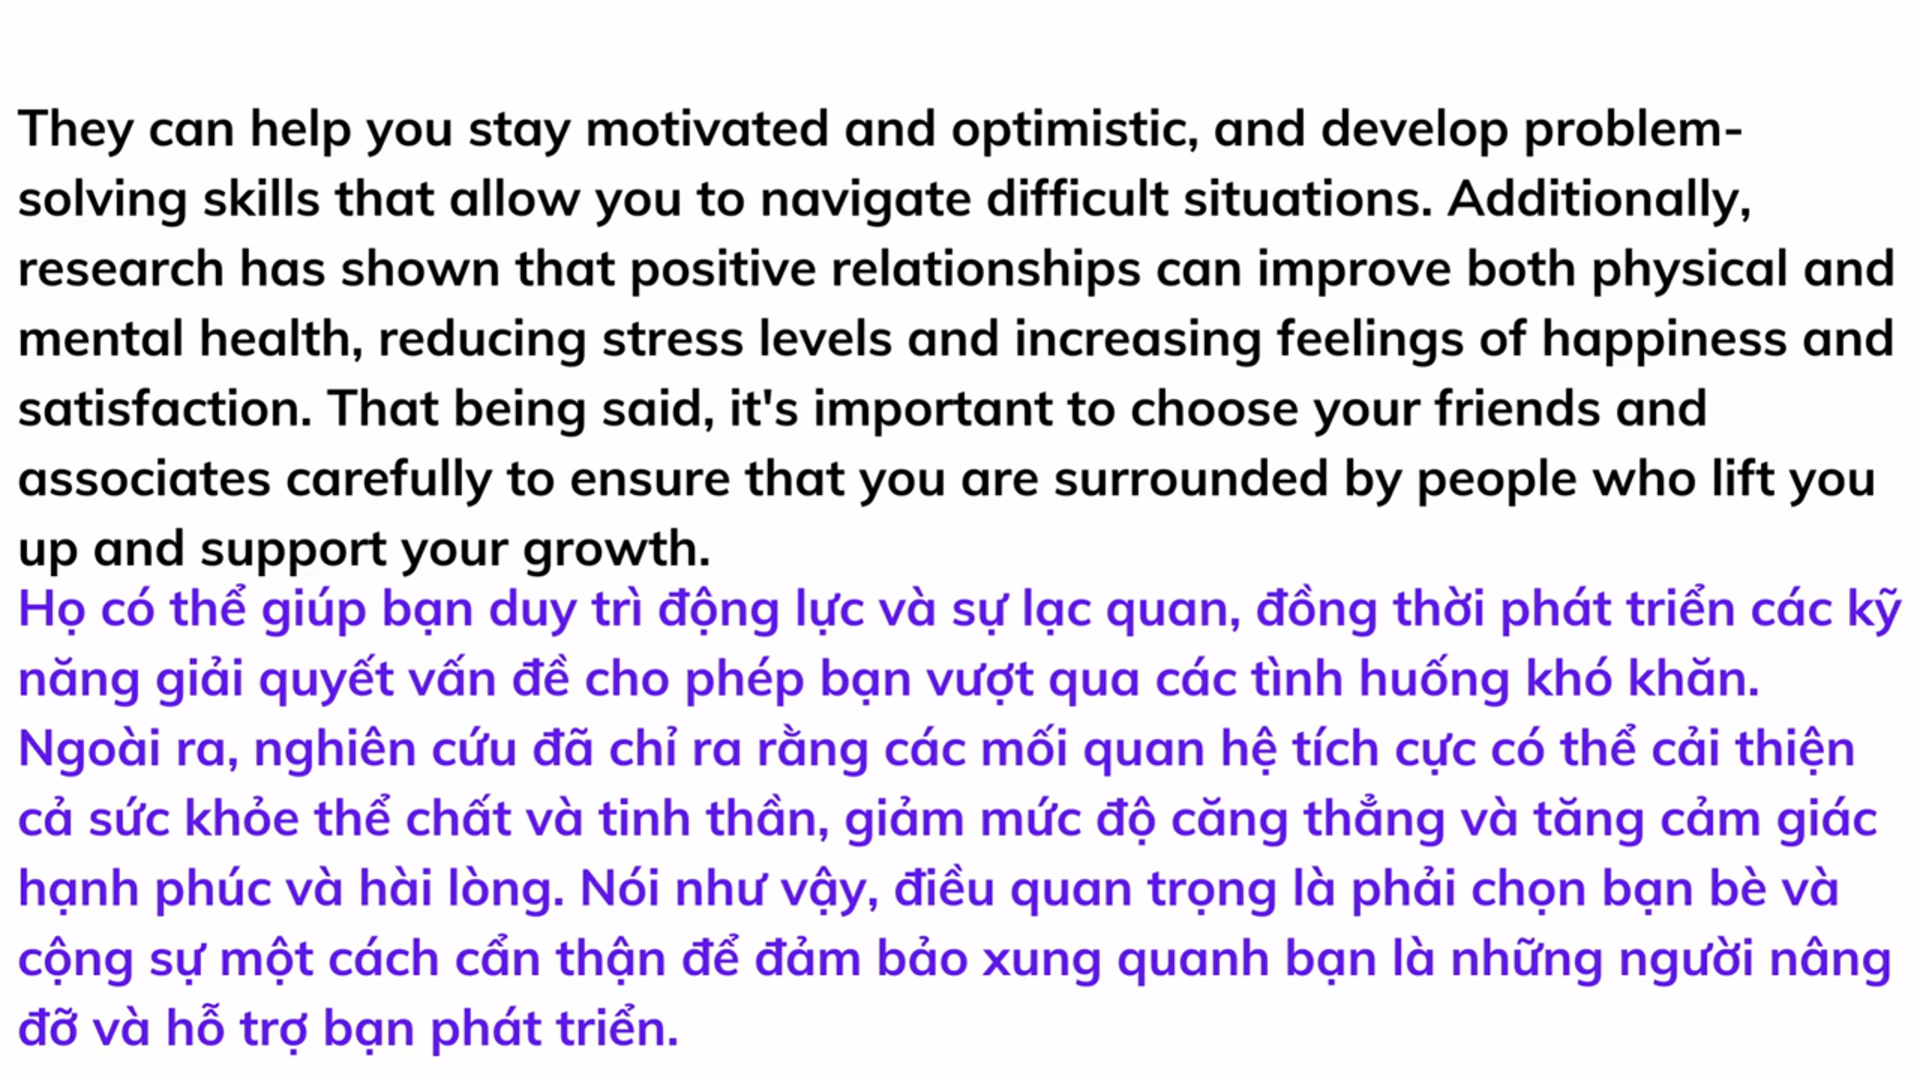 They can help you stay motivated and optimistic, and develop problem-
solving skills that allow you to navigate difficult situations. Additionally,
research has shown that positive relationships can improve both physical and
mental health, reducing stress levels and increasing feelings of happiness and
satisfaction. That being said, it's important to choose your friends and
associates carefully to ensure that you are surrounded by people who lift you
up and support your growth.
Họ có thể giúp bạn duy trì động lực và sự lạc quan, đồng thời phát triển các kỹ
năng giải quyết vấn đề cho phép bạn vượt qua các tình huống khó khăn.
Ngoài ra, nghiên cứu đã chỉ ra rằng các mối quan hệ tích cực có thể cải thiện
cả sức khỏe thể chất và tinh thần, giảm mức độ căng thẳng và tăng cảm giác
hạnh phúc và hài lòng. Nói như vậy, điều quan trọng là phải chọn bạn bè và
cộng sự một cách cẩn thận để đảm bảo xung quanh bạn là những người nâng
đỡ và hỗ trợ bạn phát triển.